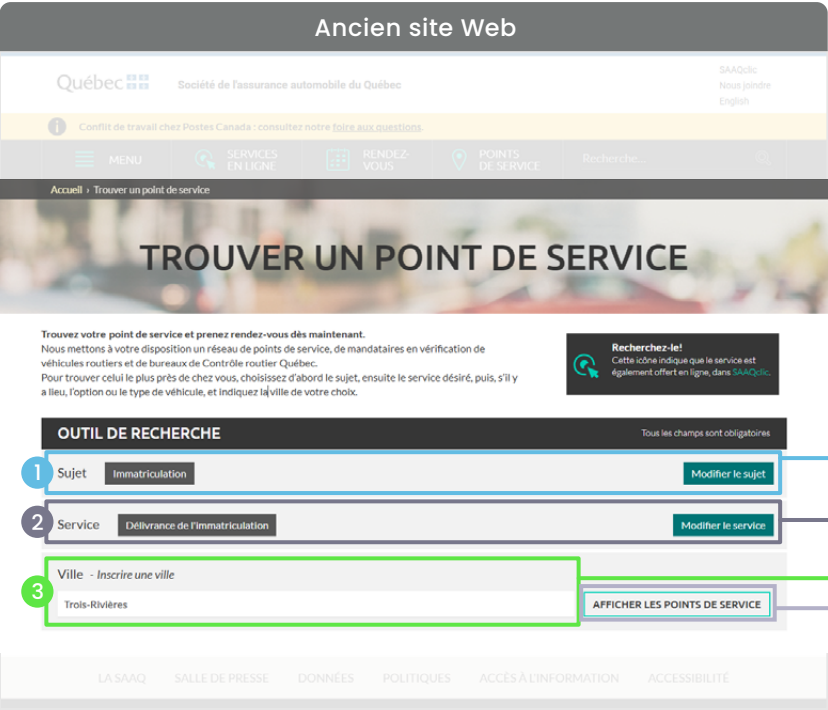 Ancien site Web
Québec
Société de l'assurance automobile du Québec
SAAQclic
Nous joindre
English
Conflit de travail chez Postes Canada : consultez notre foire aux questions.
MENU
SERVICES
EN LIGNE
RENDEZ-
VOUS
POINTS
DE SERVICE
Recherche...
Accueil › Trouver un point de service
TROUVER UN POINT DE SERVICE
Trouvez votre point de service et prenez rendez-vous dès maintenant.
Nous mettons à votre disposition un réseau de points de service, de mandataires en vérification de
véhicules routiers et de bureaux de Contrôle routier Québec.
Pour trouver celui le plus près de chez vous, choisissez d'abord le sujet, ensuite le service désiré, puis, s'il y
a lieu, l'option ou le type de véhicule, et indiquez la ville de votre choix.
Recherchez-le!
Cette icône indique que le service est
également offert en ligne, dans SAAQclic.
OUTIL DE RECHERCHE
Tous les champs sont obligatoires
1 Sujet Immatriculation Modifier le sujet
2 Service Délivrance de l'immatriculation Modifier le service
Ville - Inscrire une ville
3
Trois-Rivières
AFFICHER LES POINTS DE SERVICE
LA SAAQ SALLE DE PRESSE DONNÉES POLITIQUES ACCÈS À L'INFORMATION ACCESSIBILITÉ